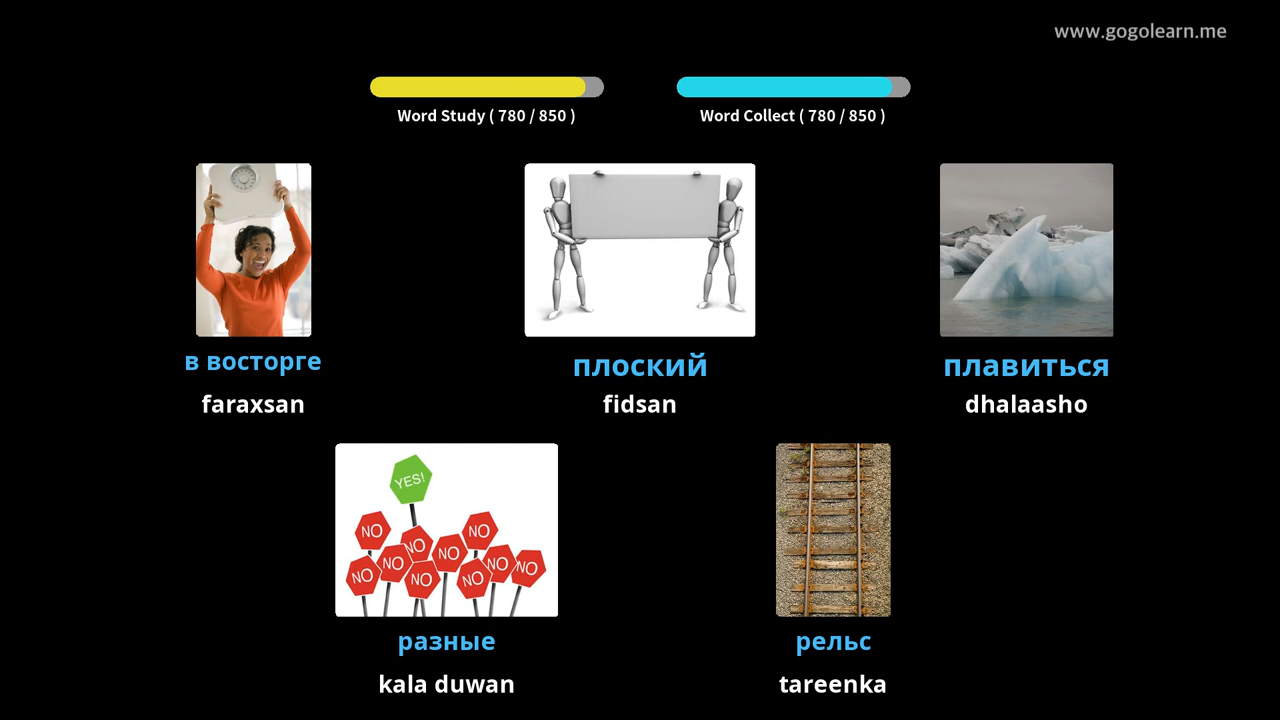 www.gogolearn.me
Word Study ( 780 / 850 )
Word Collect ( 780 / 850 )
в восторге
плоский
плавиться
faraxsan
fidsan
dhalaasho
YES!
NO
NO
NO
NO
NO
NO
NO
NO
NO
NO
разные
рельс
kala duwan
tareenka